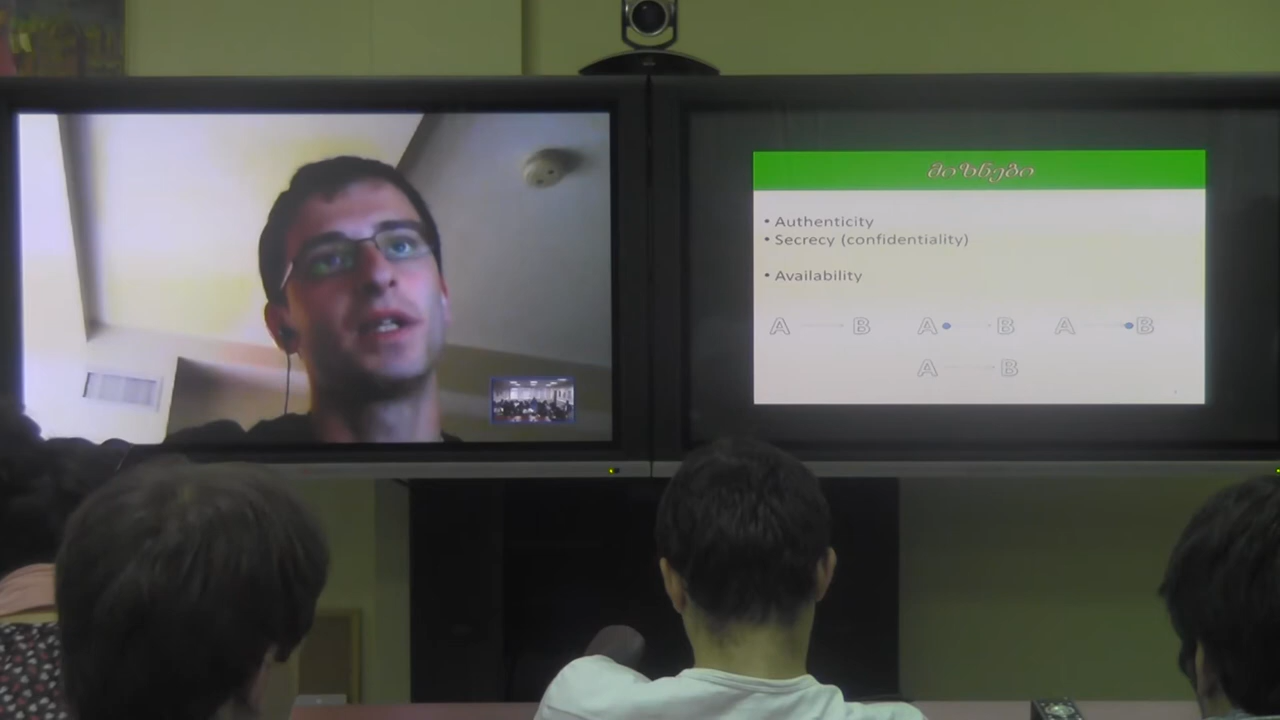 მიზნები
• Authenticity
• Secrecy (confidentiality)
• Availability
A B A B A B
A B